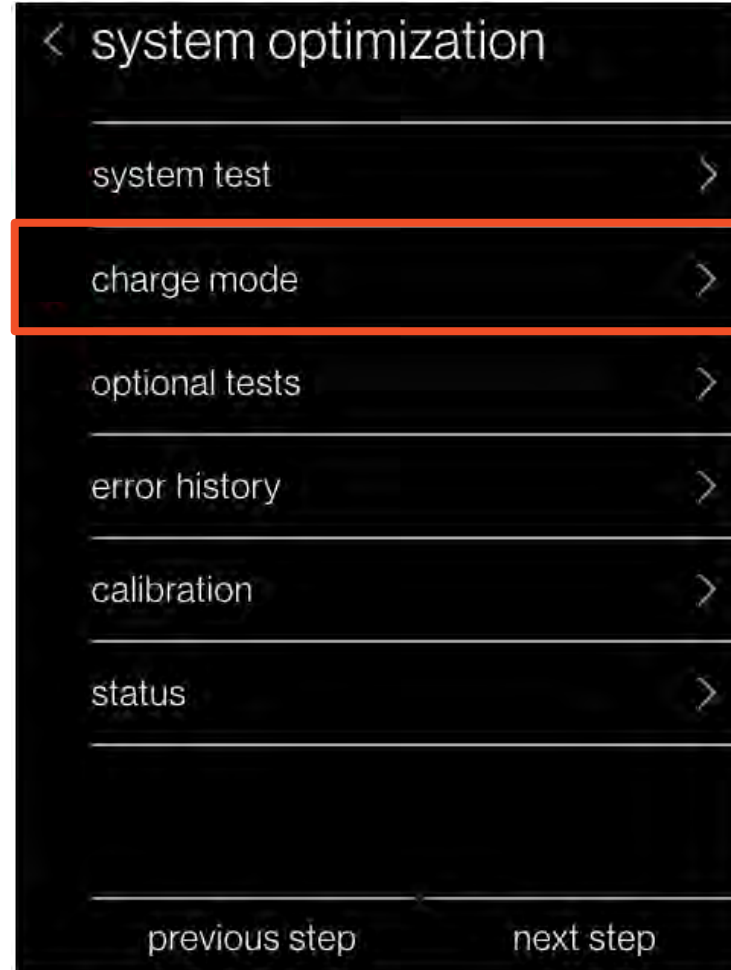 system optimization
system test
charge mode
optional tests
error history
calibration
status
previous step next step